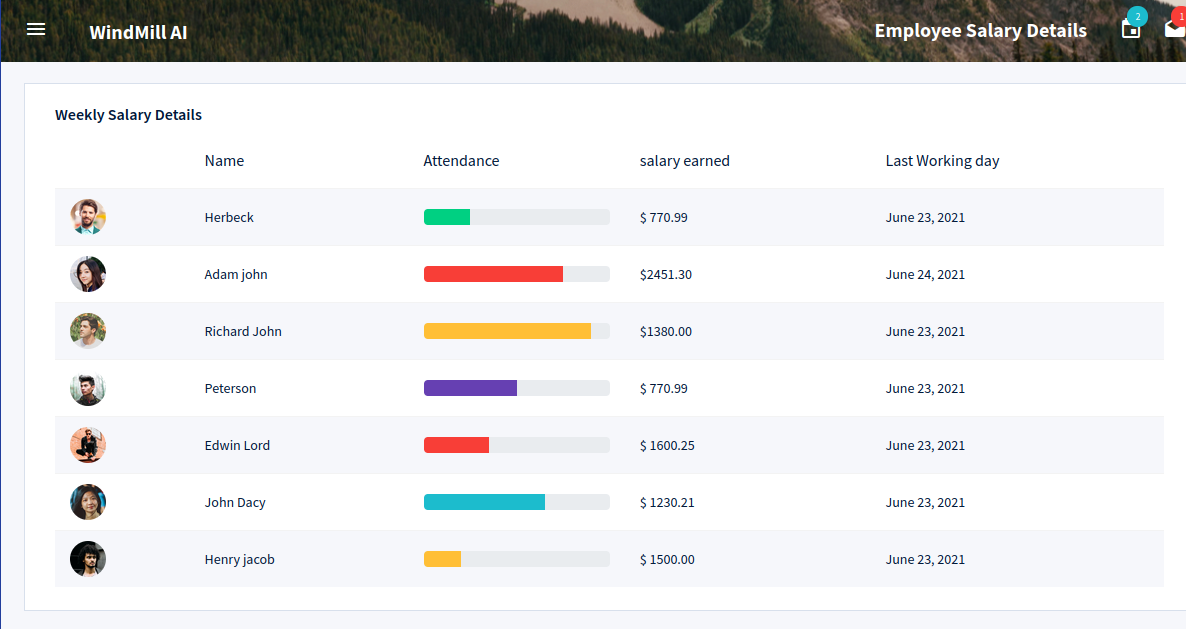 WindMill AI
Employee Salary Details
2
1
Weekly Salary Details
Name Attendance salary earned Last Working day
Herbeck $ 770.99 June 23, 2021
Adam john $2451.30 June 24, 2021
Richard John $1380.00 June 23, 2021
Peterson $ 770.99 June 23, 2021
Edwin Lord $ 1600.25 June 23, 2021
John Dacy $ 1230.21 June 23, 2021
Henry jacob $ 1500.00 June 23, 2021